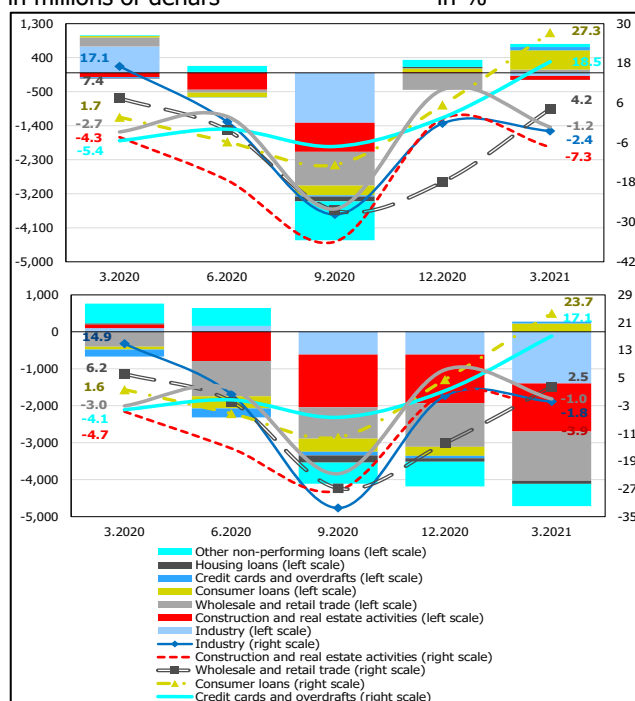 in millions of denars in %
1,300 30
17.1 27.3
400 18.5 18
7.4
-500 6
1.7 4.2
-1,400 -2.7 -1.2 -6
-4.3 -2.4
-2,300 -5.4 -7.3 -18
-3,200
-4,100 -30
-5,000 -42
3.2020 6.2020 9.2020 12.2020 3.2021
1,000 29
23.7
17.1 21
0 14.9 13
-1,000 6.2 2.5 5
1.6
-2,000 -3.0 -1.0 -3
-4.1 -1.8
-4.7 -3.9 -11
-3,000
-19
-4,000 -27
-5,000 -35
3.2020 6.2020 9.2020 12.2020 3.2021
Other non-performing loans (left scale)
Housing loans (left scale)
Credit cards and overdrafts (left scale)
Consumer loans (left scale)
Wholesale and retail trade (left scale)
Construction and real estate activities (left scale)
Industry (left scale)
Industry (right scale)
Construction and real estate activities (right scale)
Wholesale and retail trade (right scale)
Consumer loans (right scale)
Credit cards and overdrafts (right scale)